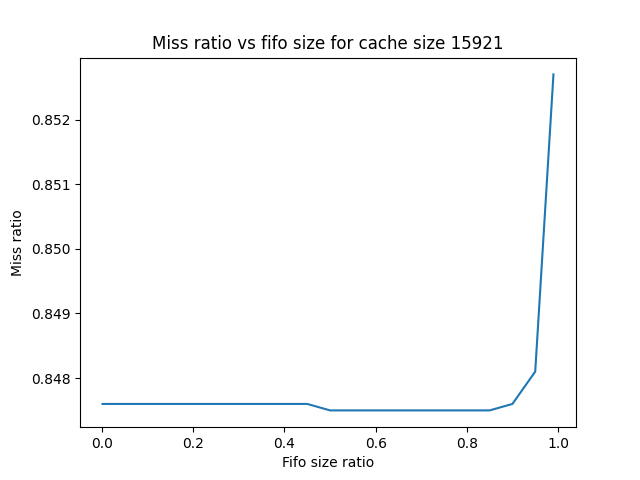 Miss ratio vs fifo size for cache size 15921
0.852
0.851
0.850
0.849
0.848
Miss ratio
0.0 0.2 0.4 0.6 0.8 1.0
Fifo size ratio